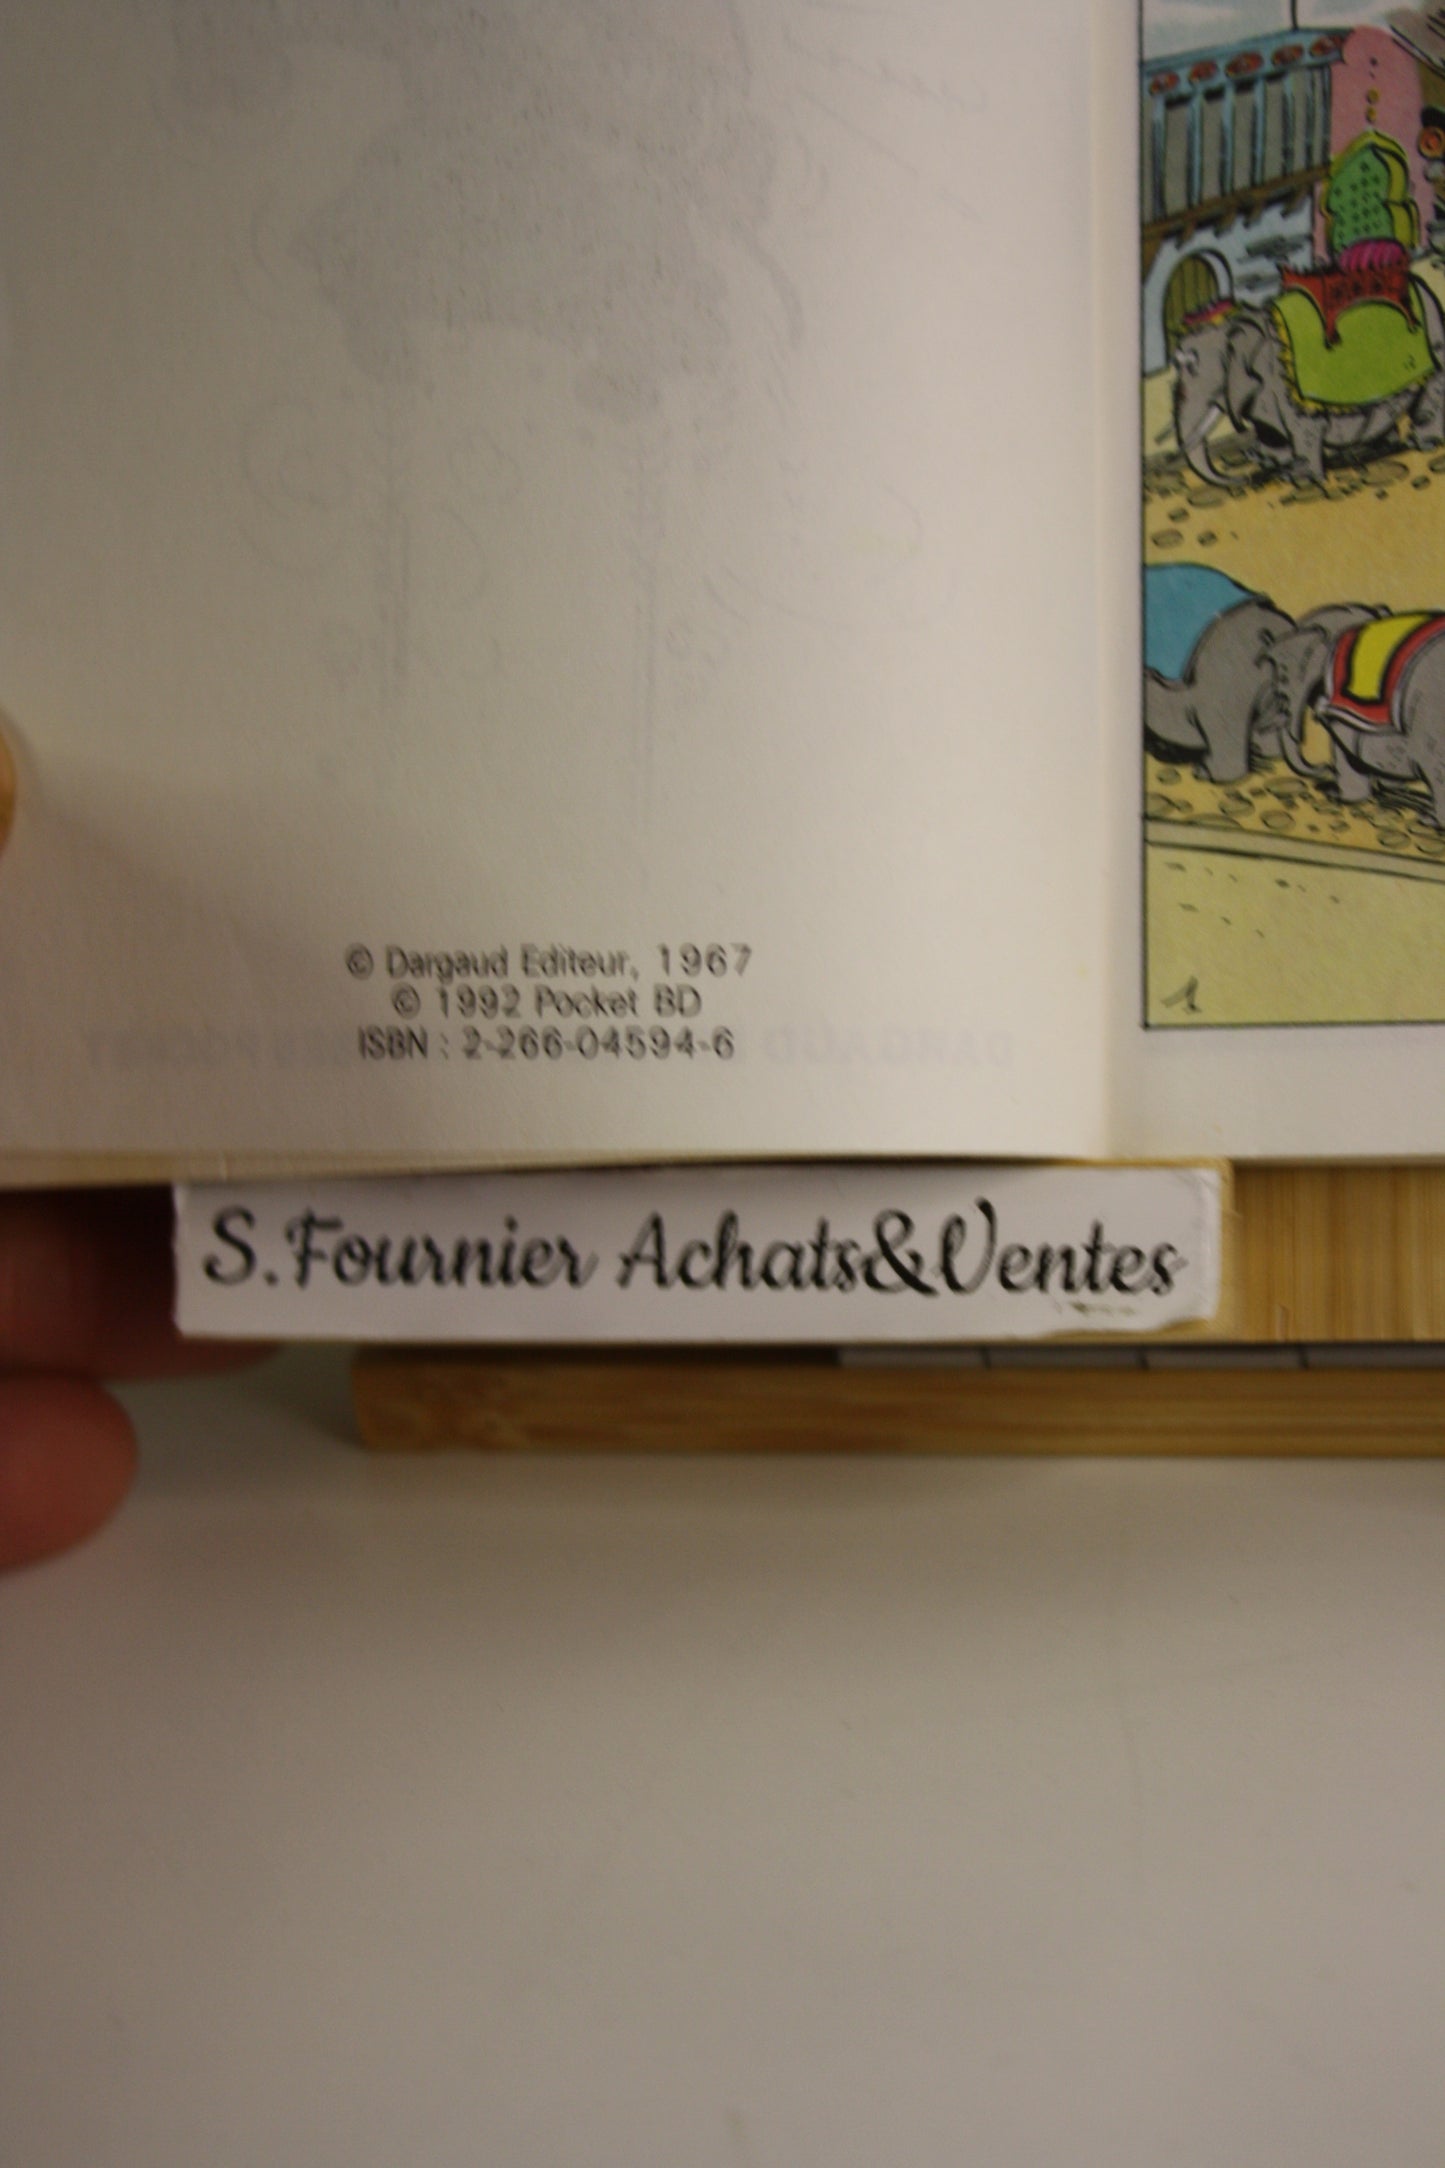 © Dargaud Editeur, 1967
© 1992 Pocket BD
ISBN : 2-266-04594-6
S.Fournier Achats&Ventes